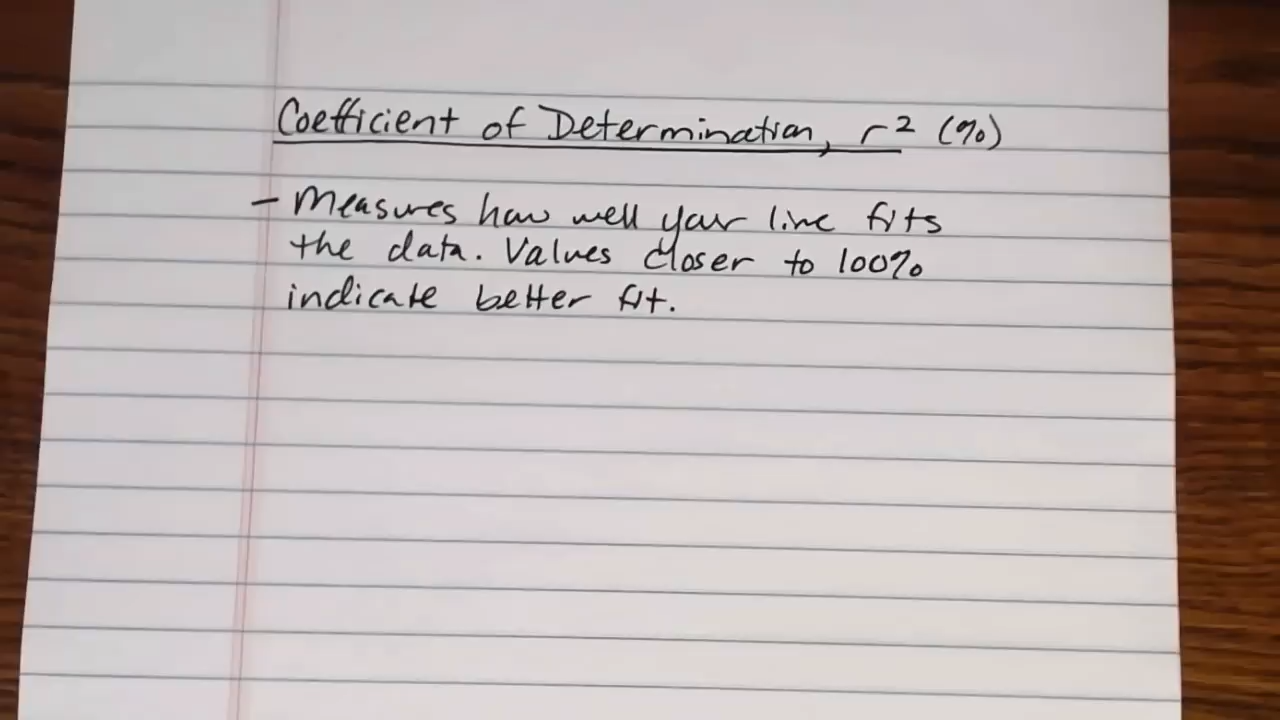 Coefficient of Determination, r² (%)
- Measures how well your line fits
the data. Values closer to 100%
indicate better fit.